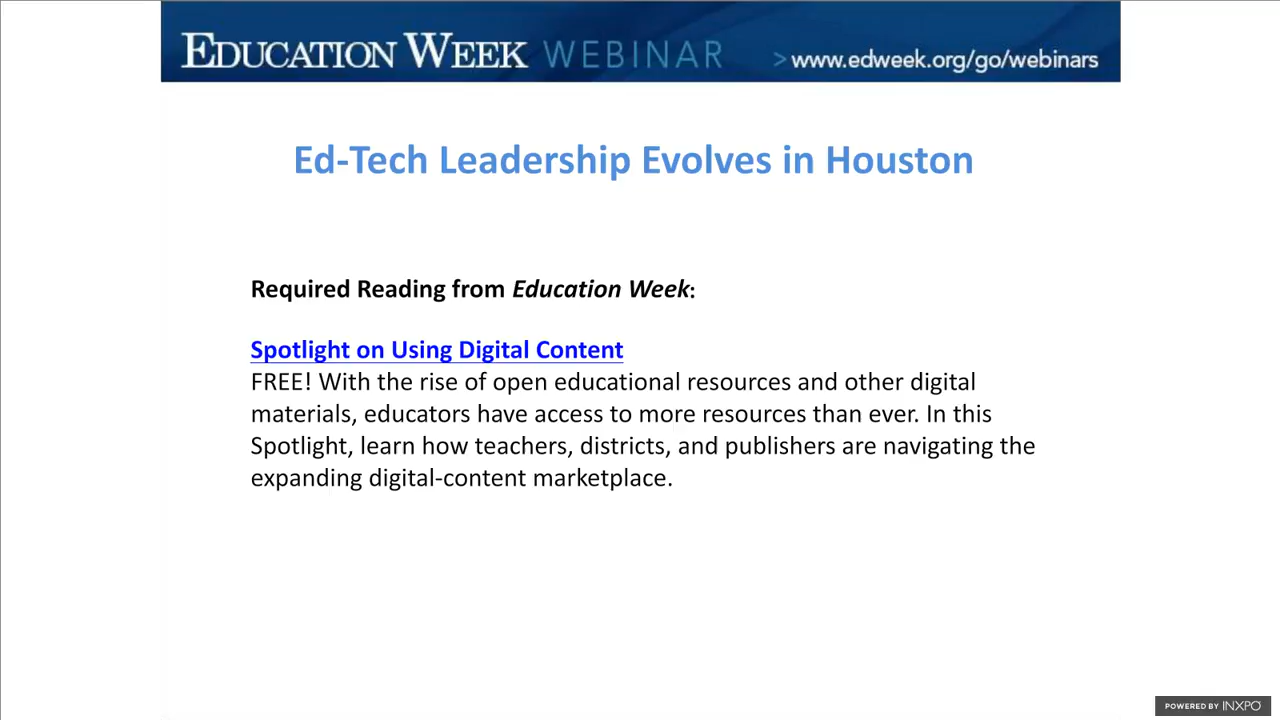 EDUCATION WEEK WEBINAR > www.edweek.org/go/webinars
Ed-Tech Leadership Evolves in Houston
Required Reading from Education Week:
Spotlight on Using Digital Content
FREE! With the rise of open educational resources and other digital
materials, educators have access to more resources than ever. In this
Spotlight, learn how teachers, districts, and publishers are navigating the
expanding digital-content marketplace.
POWERED BY INXPO